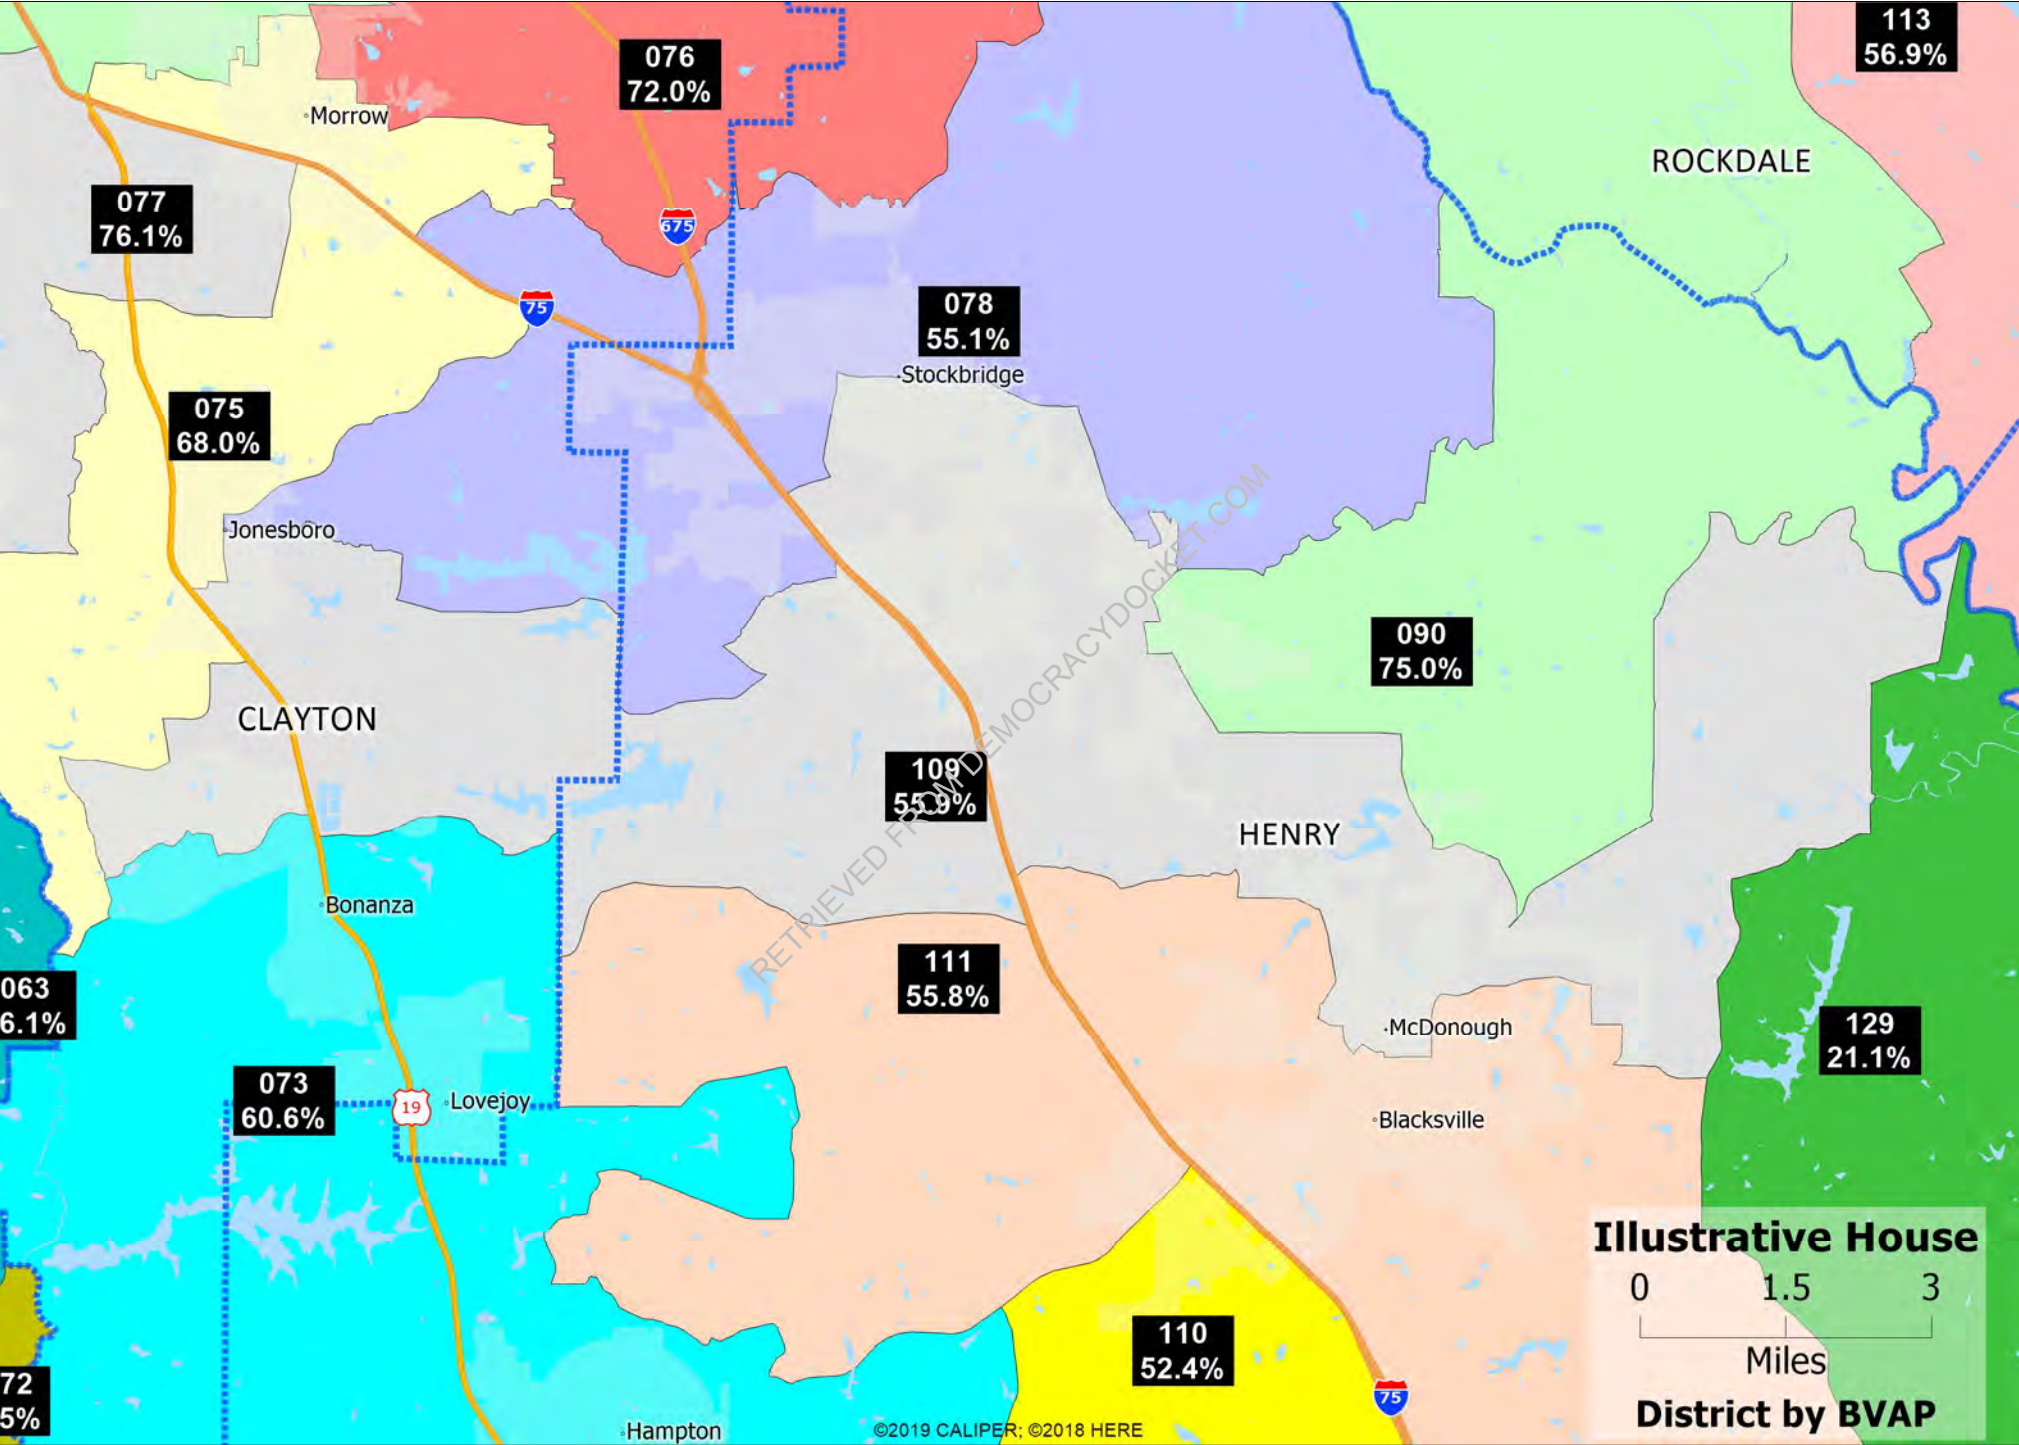 113
56.9%
076
72.0%
Morrow
ROCKDALE
077
76.1%
675
75
078
55.1%
Stockbridge
075
68.0%
Jonesboro
090
75.0%
CLAYTON
109
55.9%
HENRY
RETRIEVED FROM DEMOCRACYDOCKET.COM
Bonanza
111
55.8%
063
6.1%
McDonough
129
21.1%
073
60.6%
19
Lovejoy
Blacksville
Illustrative House
0 1.5 3
Miles
District by BVAP
110
52.4%
72
5%
75
Hampton
©2019 CALIPER; ©2018 HERE